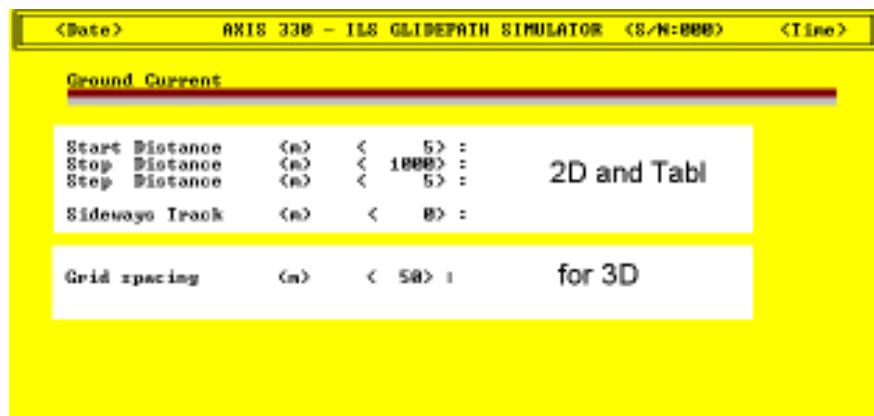 <Date> AXIS 330 - ILS GLIDEPATH SIMULATOR (S/N:000) <Time>
Ground Current
Start Distance (m) ( 5) :
Stop Distance (m) ( 1000) :
Step Distance (m) ( 5) :
2D and Tabl
Sideways Track (m) ( 0) :
Grid spacing (m) ( 50) :
for 3D